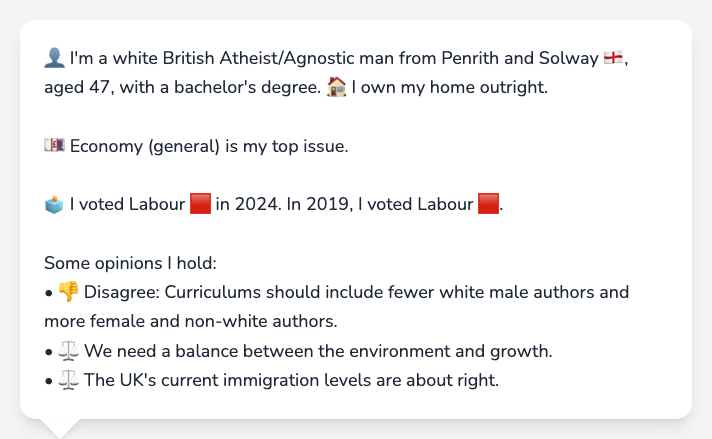 👤 I'm a white British Atheist/Agnostic man from Penrith and Solway 🏴󠁧󠁢󠁥󠁮󠁧󠁿,
aged 47, with a bachelor's degree. 🏠 I own my home outright.
💷 Economy (general) is my top issue.
🗳️ I voted Labour 🟥 in 2024. In 2019, I voted Labour 🟥.
Some opinions I hold:
• 👎 Disagree: Curriculums should include fewer white male authors and
more female and non-white authors.
• ⚖️ We need a balance between the environment and growth.
• ⚖️ The UK's current immigration levels are about right.